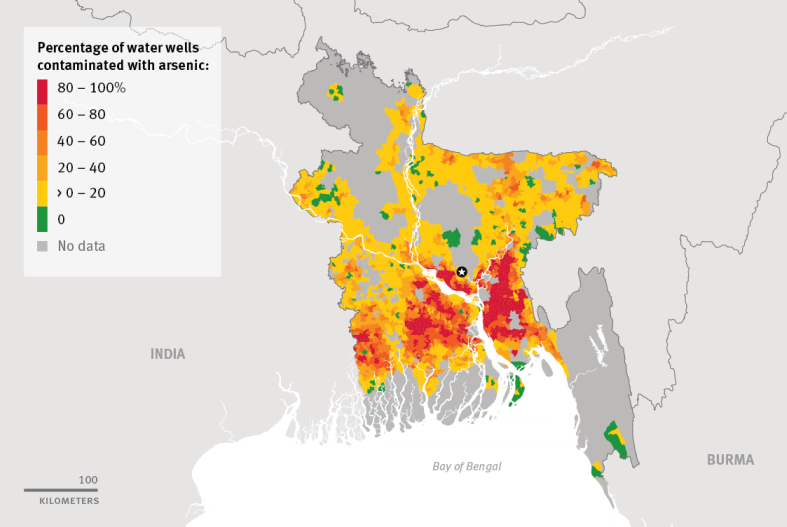 Percentage of water wells
contaminated with arsenic:
80 – 100%
60 – 80
40 – 60
20 – 40
> 0 – 20
0
No data
INDIA
BURMA
Bay of Bengal
100
KILOMETERS